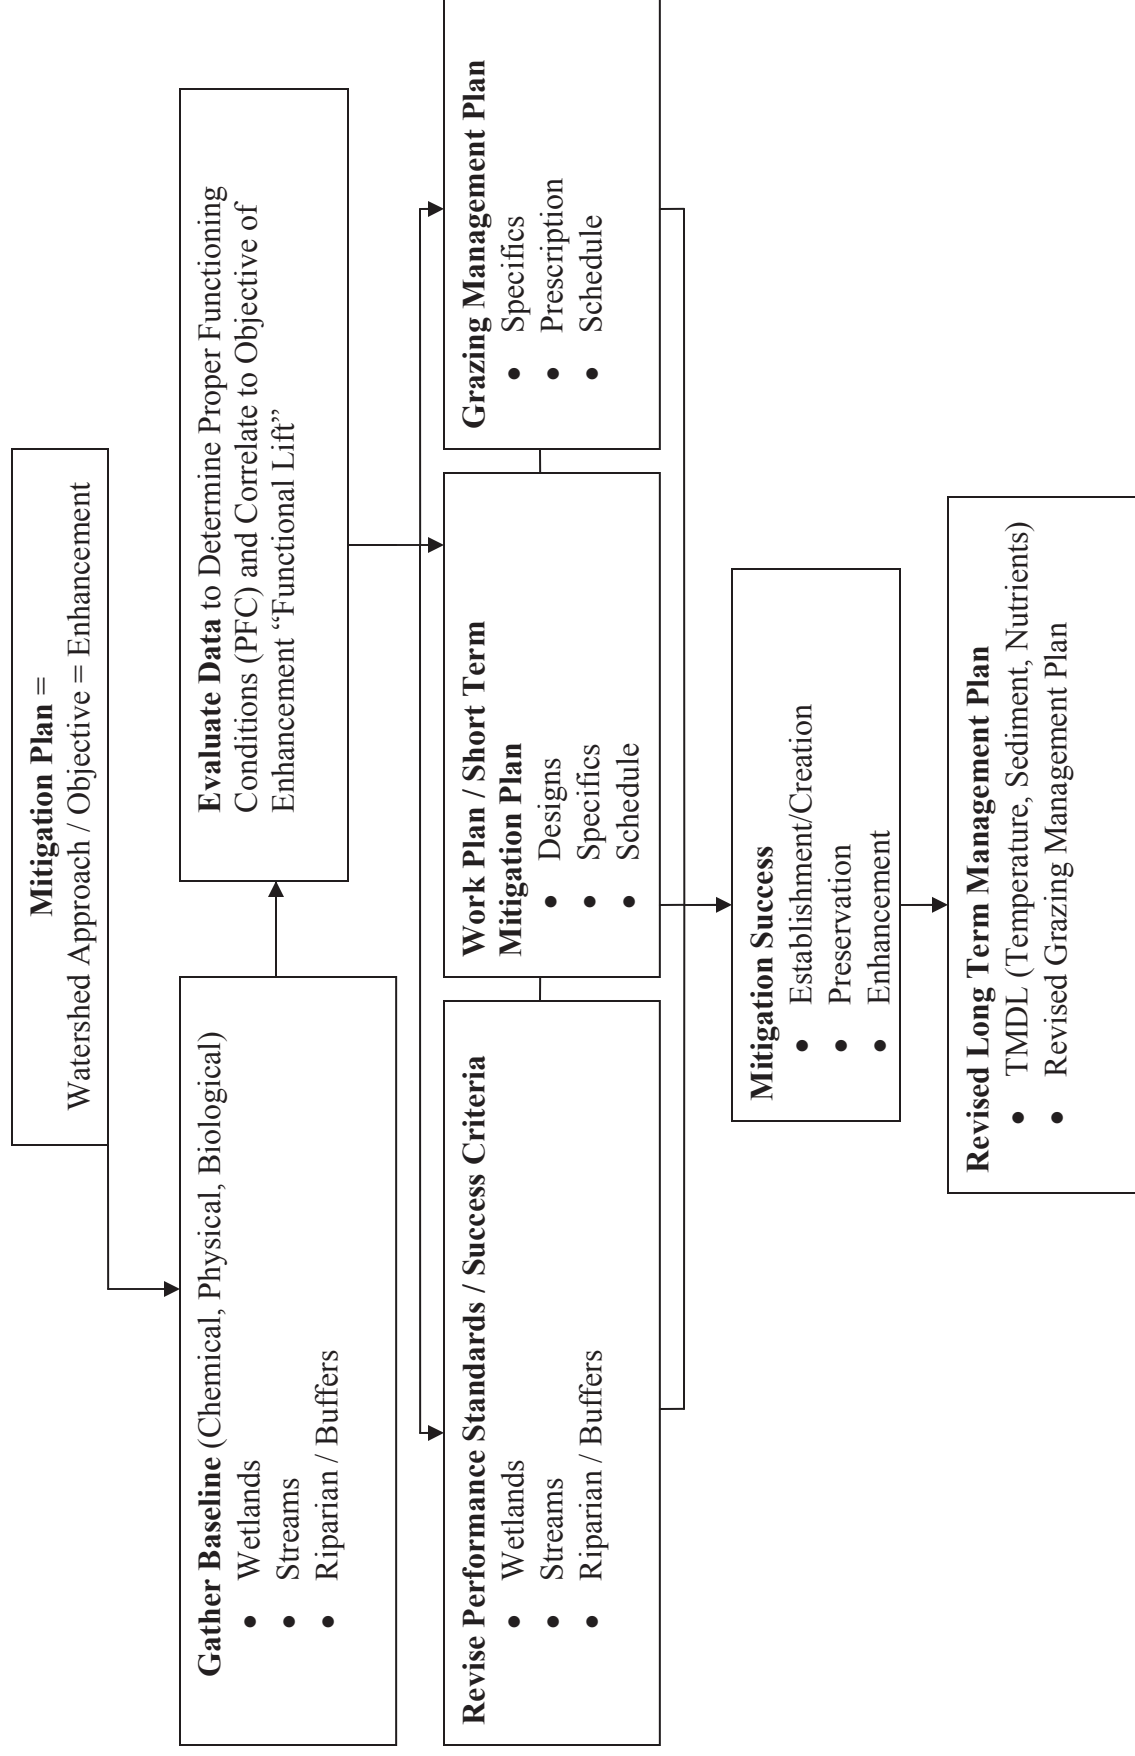 Mitigation Plan =
Watershed Approach / Objective = Enhancement
Gather Baseline (Chemical, Physical, Biological)
• Wetlands
• Streams
• Riparian / Buffers
Evaluate Data to Determine Proper Functioning
Conditions (PFC) and Correlate to Objective of
Enhancement “Functional Lift”
Revise Performance Standards / Success Criteria
• Wetlands
• Streams
• Riparian / Buffers
Work Plan / Short Term
Mitigation Plan
• Designs
• Specifics
• Schedule
Grazing Management Plan
• Specifics
• Prescription
• Schedule
Mitigation Success
• Establishment/Creation
• Preservation
• Enhancement
Revised Long Term Management Plan
• TMDL (Temperature, Sediment, Nutrients)
• Revised Grazing Management Plan